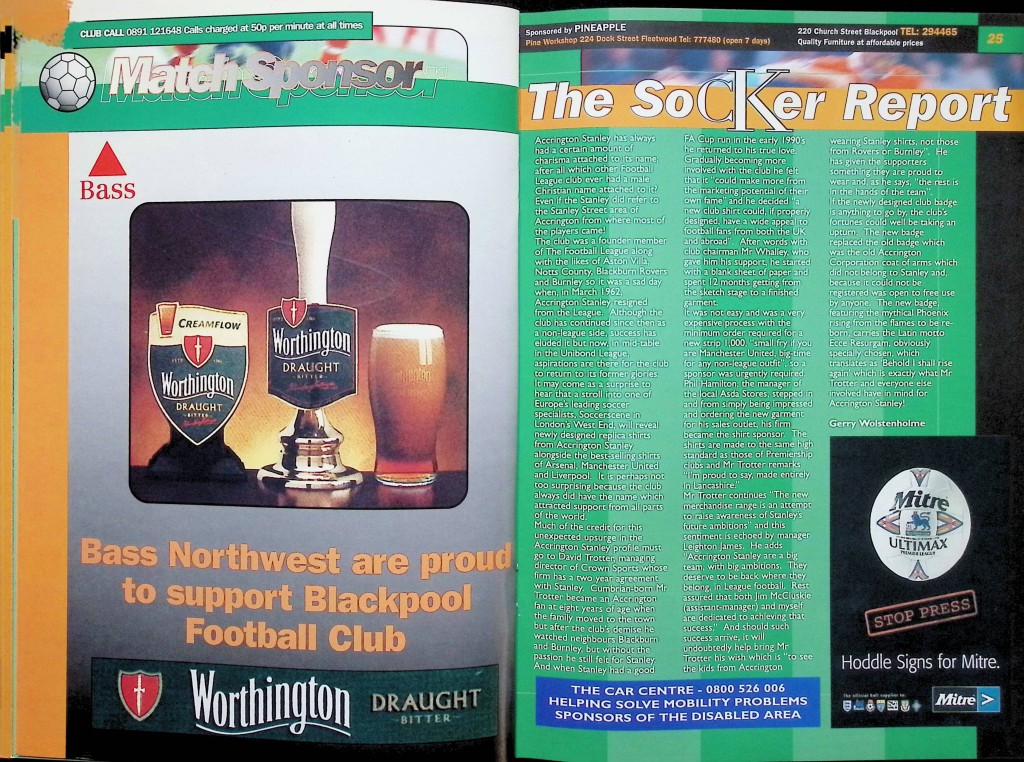 CLUB CALL 0891 121648 Calls charged at 50p per minute at all times
Match Sponsor
Bass
CREAMFLOW
Worthington
DRAUGHT
BITTER
Worthington
DRAUGHT
BITTER
Bass Northwest are proud
to support Blackpool
Football Club
Worthington
DRAUGHT
BITTER
Sponsored by PINEAPPLE
Pine Workshop 224 Dock Street Fleetwood Tel: 777480 (open 7 days)
220 Church Street Blackpool TEL: 294465
Quality Furniture at affordable prices
25
The SoCKer Report
Accrington Stanley has always
had a certain amount of
charisma attached to its name
after all which other Football
League club ever had a male
Christian name attached to it?
Even if the Stanley did refer to
the Stanley Street area of
Accrington from where most of
the players came!
The club was a founder member
of The Football League along
with the likes of Aston Villa,
Notts County, Blackburn Rovers
and Burnley so it was a sad day
when, in March 1962,
Accrington Stanley resigned
from the League. Although the
club has continued since then as
a non-league side, success has
eluded it but now, in mid-table
in the Unibond League,
aspirations are there for the club
to return to its former glories.
It may come as a surprise to
hear that a stroll into one of
Europe's leading soccer
specialists, Soccerscene in
London's West End, will reveal
newly designed replica shirts
from Accrington Stanley
alongside the best-selling shirts
of Arsenal, Manchester United
and Liverpool. It is perhaps not
too surprising because the club
always did have the name which
attracted support from all parts
of the world.
Much of the credit for this
unexpected upsurge in the
Accrington Stanley profile must
go to David Trotter, managing
director of Crown Sports whose
firm has a two year agreement
with Stanley. Cumbrian-born Mr
Trotter became an Accrington
fan at eight years of age when
the family moved to the town
but after the club's demise he
watched neighbours Blackburn
and Burnley, but without the
passion he still felt for Stanley.
And when Stanley had a good
FA Cup run in the early 1990's
he returned to his true love.
Gradually becoming more
involved with the club he felt
that it "could make more from
the marketing potential of their
own fame" and he decided "a
new club shirt could, if properly
designed, have a wide appeal to
football fans from both the UK
and abroad". After words with
club chairman Mr Whalley, who
gave him his support, he started
with a blank sheet of paper and
spent 12 months getting from
the sketch stage to a finished
garment.
It was not easy and was a very
expensive process with the
minimum order required for a
new strip 1,000, "small fry if you
are Manchester United, big-time
for any non-league outfit", so a
sponsor was urgently required.
Phil Hamilton, the manager of
the local Asda Stores, stepped in
and from simply being impressed
and ordering the new garment
for his sales outlet, his firm
became the shirt sponsor. The
shirts are made to the same high
standard as those of Premiership
clubs and Mr Trotter remarks
"I'm proud to say, made entirely
in Lancashire."
Mr Trotter continues "The new
merchandise range is an attempt
to raise awareness of Stanley's
future ambitions" and this
sentiment is echoed by manager
Leighton James. He adds
"Accrington Stanley are a big
team, with big ambitions. They
deserve to be back where they
belong, in League football. Rest
assured that both Jim McCluskie
(assistant-manager) and myself
are dedicated to achieving that
success." And should such
success arrive, it will
undoubtedly help bring Mr
Trotter his wish which is "to see
the kids from Accrington
wearing Stanley shirts, not those
from Rovers or Burnley". He
has given the supporters
something they are proud to
wear and, as he says, "the rest is
in the hands of the team".
If the newly designed club badge
is anything to go by, the club's
fortunes could well be taking an
upturn. The new badge
replaced the old badge which
was the old Accrington
Corporation coat of arms which
did not belong to Stanley and,
because it could not be
registered was open to free use
by anyone. The new badge,
featuring the mythical Phoenix
rising from the flames to be re-
born, carries the Latin motto
Ecce Resurgam, obviously
specially chosen, which
translates as 'Behold I shall rise
again' which is exactly what Mr
Trotter and everyone else
involved have in mind for
Accrington Stanley!
Gerry Wolstenholme
THE CAR CENTRE - 0800 526 006
HELPING SOLVE MOBILITY PROBLEMS
SPONSORS OF THE DISABLED AREA
Mitre
ULTIMAX
PREMIER LEAGUE
STOP PRESS
Hoddle Signs for Mitre.
The official ball supplier to:
Mitre